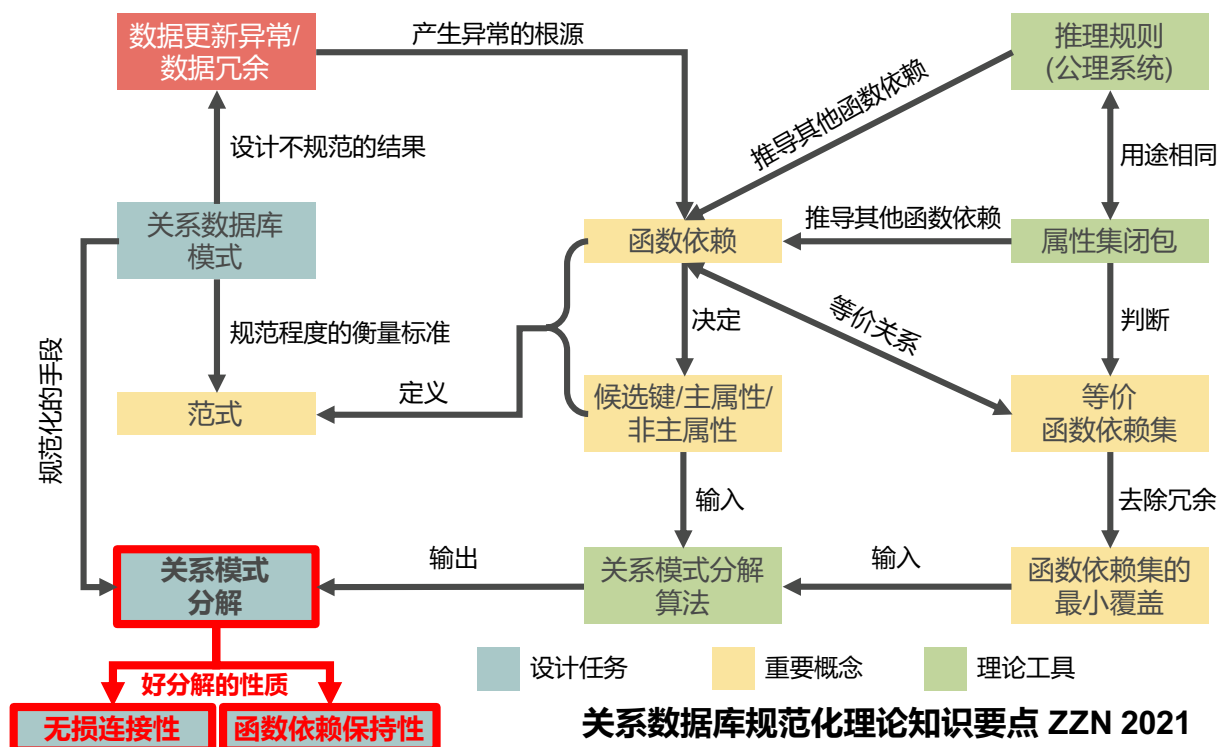 数据更新异常/
数据冗余
产生异常的根源
推理规则
(公理系统)
推导其他函数依赖
设计不规范的结果
用途相同
关系数据库
模式
函数依赖
推导其他函数依赖
属性集闭包
规范程度的衡量标准
决定
等价关系
判断
规范化的手段
范式
定义
候选键/主属性/
非主属性
等价
函数依赖集
输入
去除冗余
关系模式
分解
输出
关系模式分解
算法
输入
函数依赖集的
最小覆盖
好分解的性质
设计任务
重要概念
理论工具
无损连接性
函数依赖保持性
关系数据库规范化理论知识要点 ZZN 2021